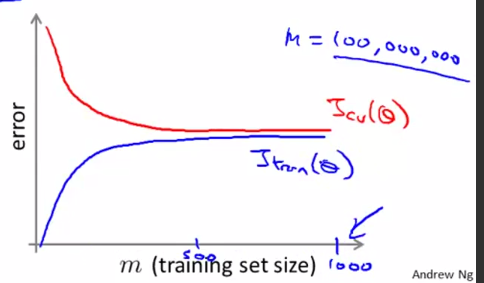 M = 100,000,000
error
Jcv(θ)
Jtrain(θ)
500
1000
m (training set size)
Andrew Ng